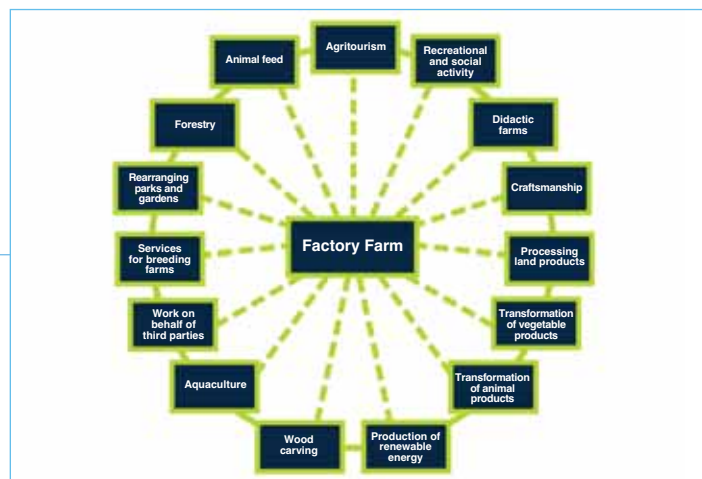 Agritourism
Recreational
and social
activity
Didactic
farms
Craftsmanship
Processing
land products
Transformation
of vegetable
products
Transformation
of animal
products
Production of
renewable
energy
Wood
carving
Aquaculture
Work on
behalf of
third parties
Services
for breeding
farms
Rearranging
parks and
gardens
Forestry
Animal feed
Factory Farm